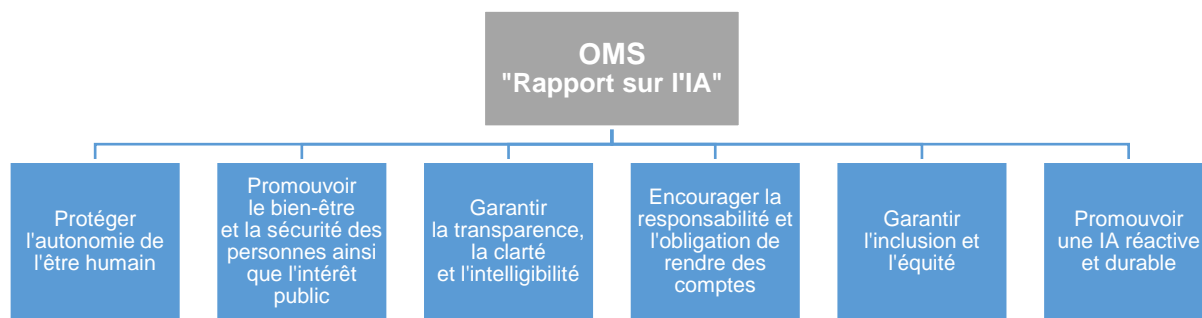 OMS
"Rapport sur l'IA"
Protéger
l'autonomie de
l'être humain
Promouvoir
le bien-être
et la sécurité des
personnes ainsi
que l'intérêt
public
Garantir
la transparence,
la clarté
et l'intelligibilité
Encourager la
responsabilité et
l'obligation de
rendre des
comptes
Garantir
l'inclusion et
l'équité
Promouvoir
une IA réactive
et durable